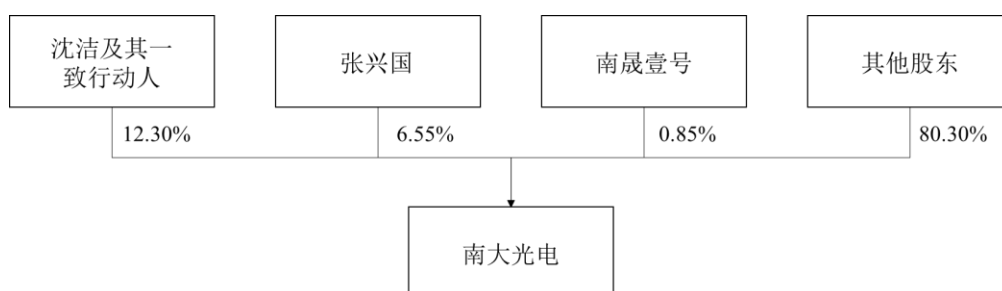 沈洁及其一
致行动人
张兴国
南晟壹号
其他股东
12.30%
6.55%
0.85%
80.30%
南大光电